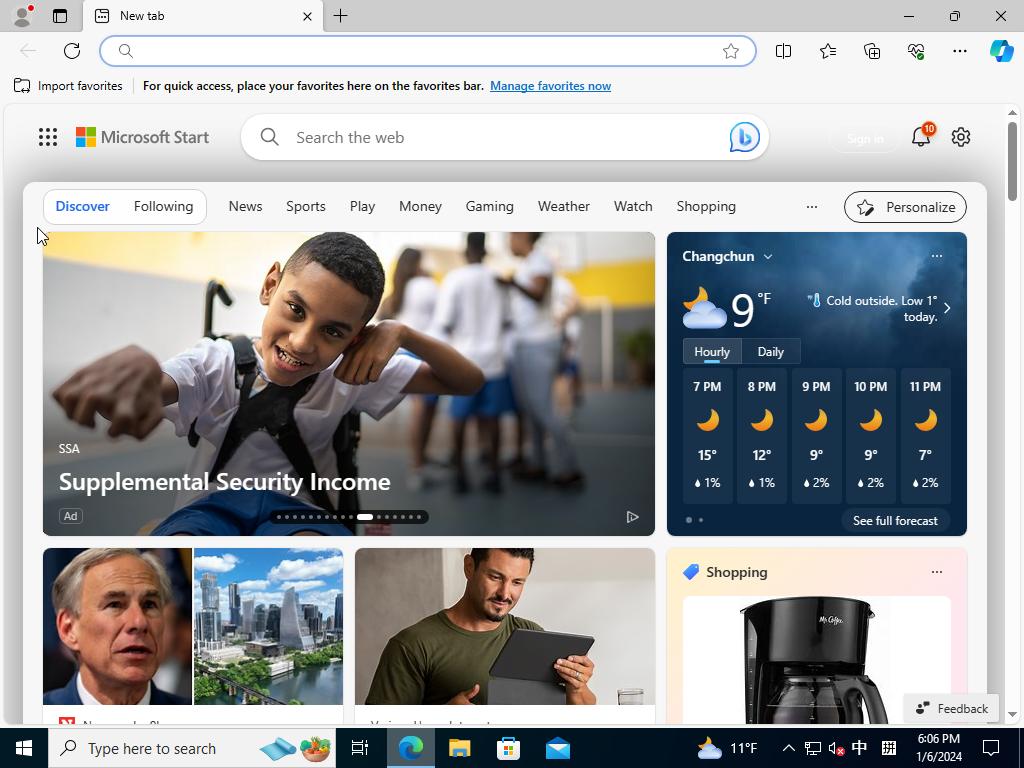 New tab
Import favorites
For quick access, place your favorites here on the favorites bar. Manage favorites now
Microsoft Start
Search the web
Sign in
10
Discover
Following
News
Sports
Play
Money
Gaming
Weather
Watch
Shopping
Personalize
SSA
Supplemental Security Income
Ad
Changchun
9 °F
Cold outside. Low 1° today.
Hourly
Daily
7 PM 8 PM 9 PM 10 PM 11 PM
15° 12° 9° 9° 7°
1% 1% 2% 2% 2%
See full forecast
Shopping
Mr. Coffee
Feedback
Type here to search
11°F
中
拼
6:06 PM
1/6/2024